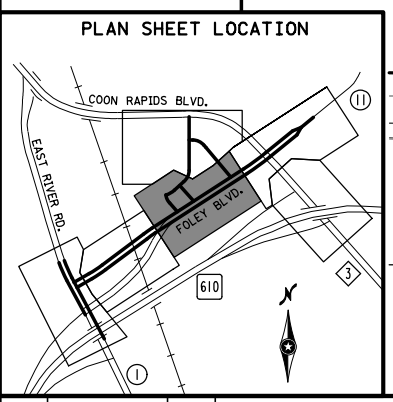 PLAN SHEET LOCATION
COON RAPIDS BLVD.
11
EAST RIVER RD.
FOLEY BLVD.
610
3
N
1